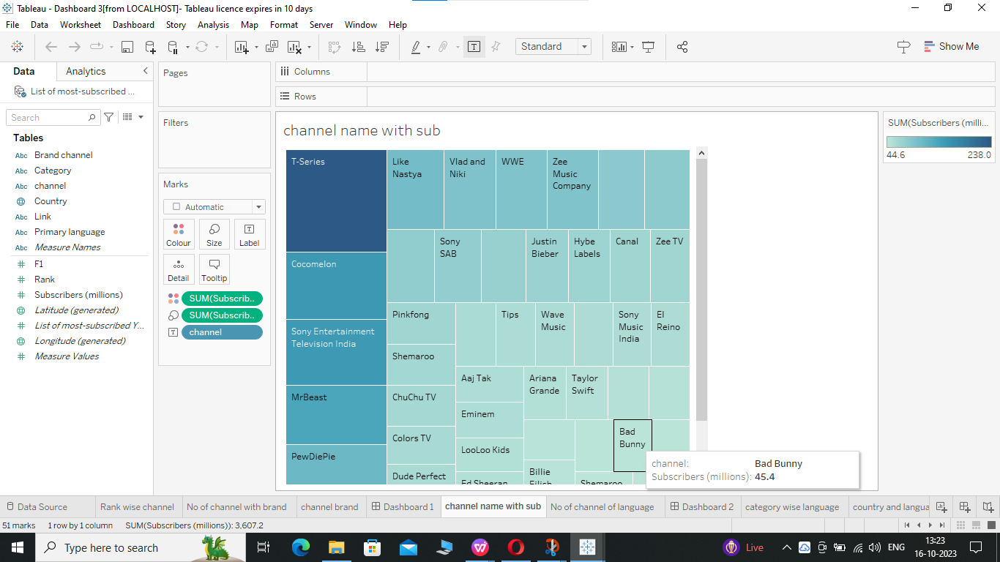 Tableau - Dashboard 3[from LOCALHOST]- Tableau licence expires in 10 days
File Data Worksheet Dashboard Story Analysis Map Format Server Window Help
Standard
Show Me
Data Analytics
List of most-subscribed ...
Search
Tables
Abc Brand channel
Abc Category
Abc channel
Country
Abc Link
Abc Primary language
Abc Measure Names
F1
Rank
Subscribers (millions)
Latitude (generated)
List of most-subscribed Y...
Longitude (generated)
Measure Values
Pages
Filters
Marks
Automatic
Colour Size Label
Detail Tooltip
SUM(Subscrib..
SUM(Subscrib..
channel
Columns
Rows
channel name with sub
T-Series
Cocomelon
Sony Entertainment
Television India
MrBeast
PewDiePie
Like
Nastya
Vlad and
Niki
WWE
Zee
Music
Company
Sony
SAB
Justin
Bieber
Hybe
Labels
Canal
Zee TV
Pinkfong
Shemaroo
ChuChu TV
Colors TV
Dude Perfect
Tips
Wave
Music
Sony
Music
India
El
Reino
Aaj Tak
Eminem
LooLoo Kids
Ed Sheeran
Ariana
Grande
Taylor
Swift
Billie
Eilish
Bad
Bunny
Shemaroo
channel: Bad Bunny
Subscribers (millions): 45.4
SUM(Subscribers (milli...
44.6 238.0
Data Source Rank wise channel No of channel with brand channel brand Dashboard 1 channel name with sub No of channel of language Dashboard 2 category wise language country and langua
51 marks 1 row by 1 column SUM(Subscribers (millions)): 3,607.2
Type here to search
Live
ENG
13:23
16-10-2023